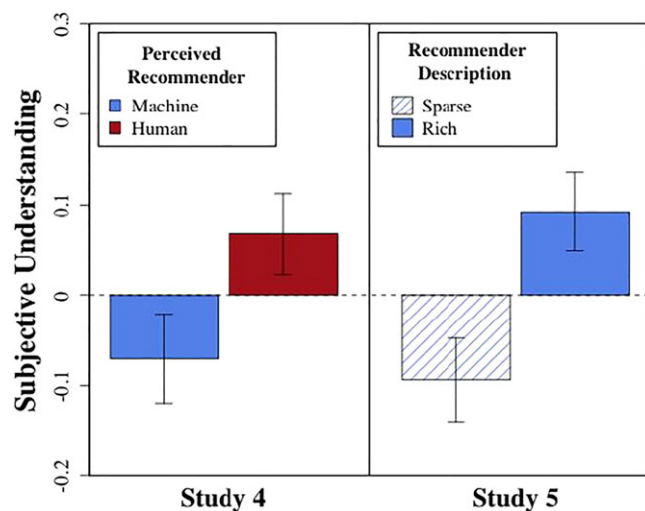 Subjective Understanding
0.3
0.2
0.1
0
-0.1
-0.2
Perceived
Recommender
Machine
Human
Recommender
Description
Sparse
Rich
Study 4
Study 5